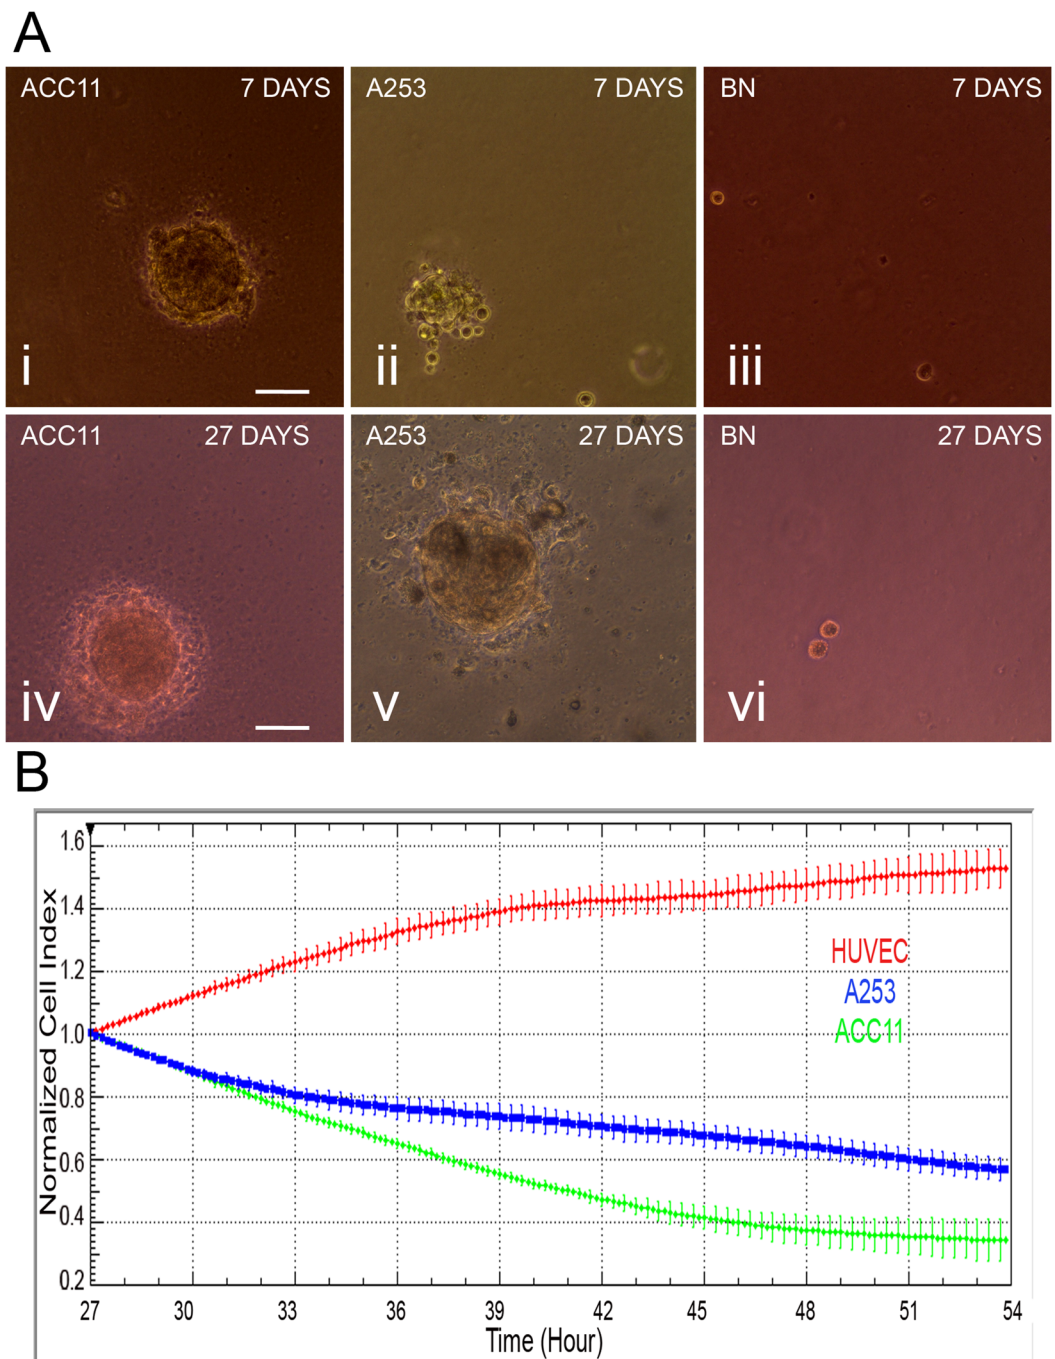 A
ACC11 7 DAYS
A253 7 DAYS
BN 7 DAYS
i
ii
iii
ACC11 27 DAYS
A253 27 DAYS
BN 27 DAYS
iv
v
vi
B
Normalized Cell Index
1.6
1.4
1.2
1.0
0.8
0.6
0.4
0.2
HUVEC
A253
ACC11
27 30 33 36 39 42 45 48 51 54
Time (Hour)